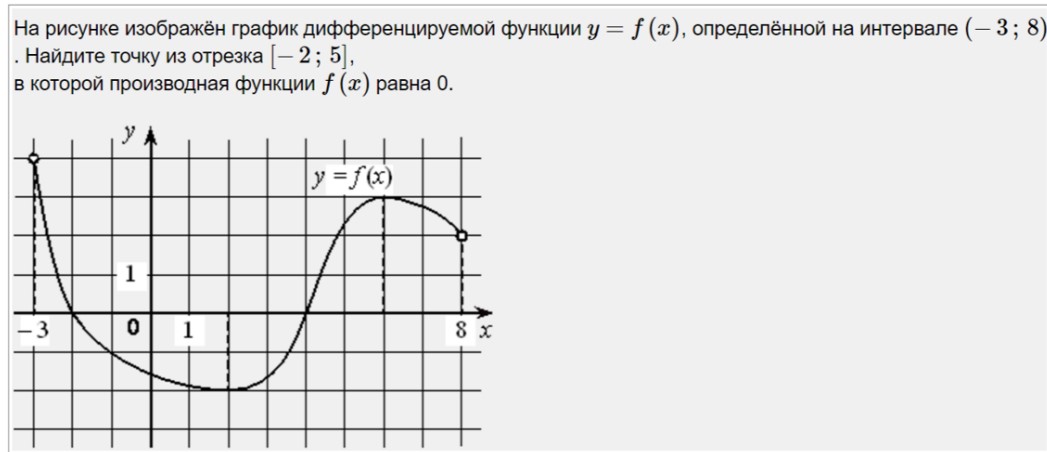 На рисунке изображён график дифференцируемой функции y = f (x), определённой на интервале (− 3 ; 8)
. Найдите точку из отрезка [− 2 ; 5],
в которой производная функции f (x) равна 0.
y
y = f(x)
1
−3 0 1 8 x